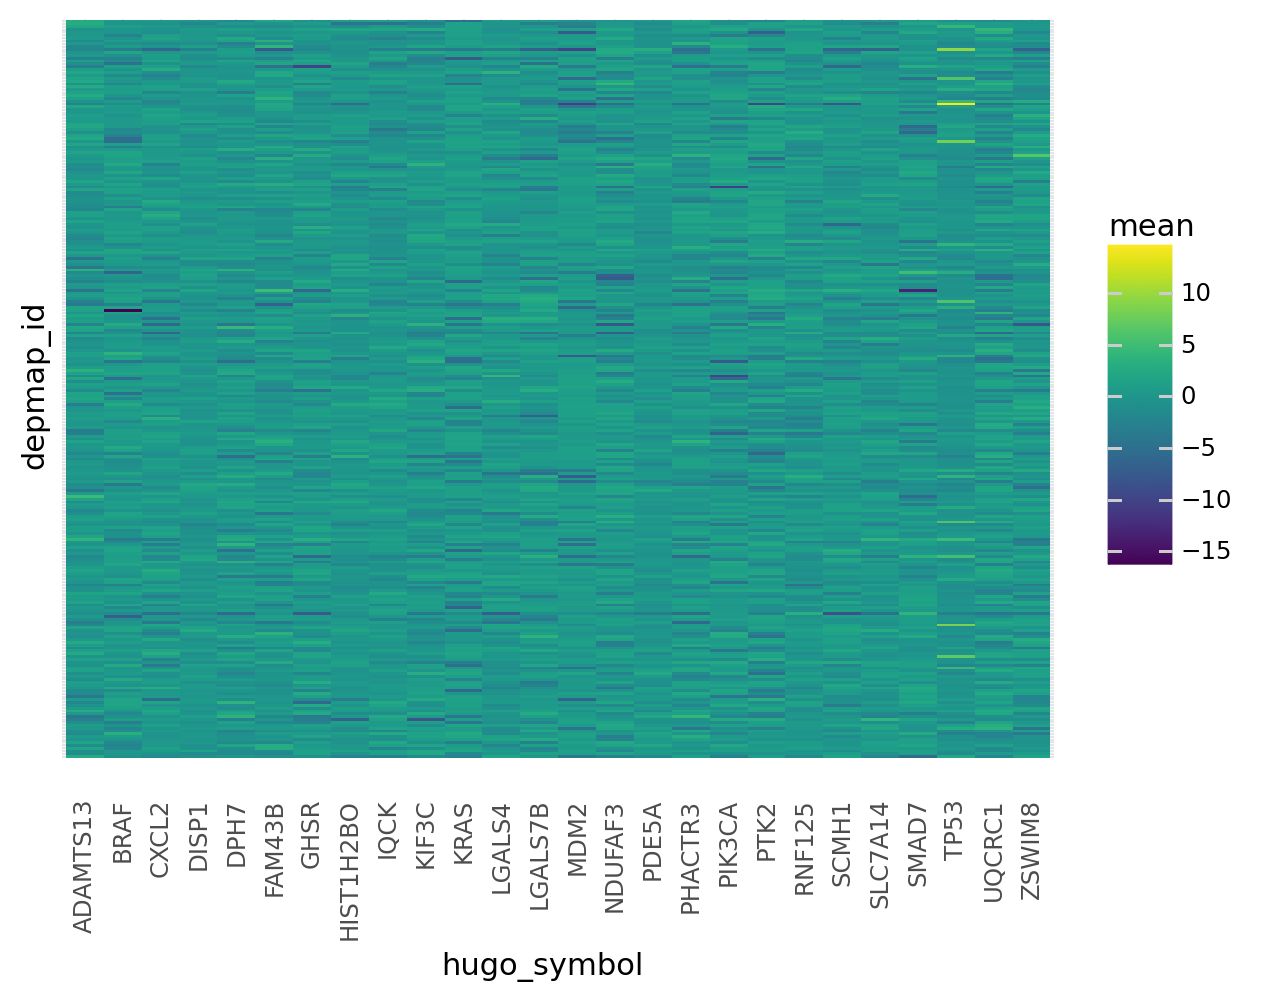 mean
10
5
0
−5
−10
−15
depmap_id
ADAMTS13
BRAF
CXCL2
DISP1
DPH7
FAM43B
GHSR
HIST1H2BO
IQCK
KIF3C
KRAS
LGALS4
LGALS7B
MDM2
NDUFAF3
PDE5A
PHACTR3
PIK3CA
PTK2
RNF125
SCMH1
SLC7A14
SMAD7
TP53
UQCRC1
ZSWIM8
hugo_symbol